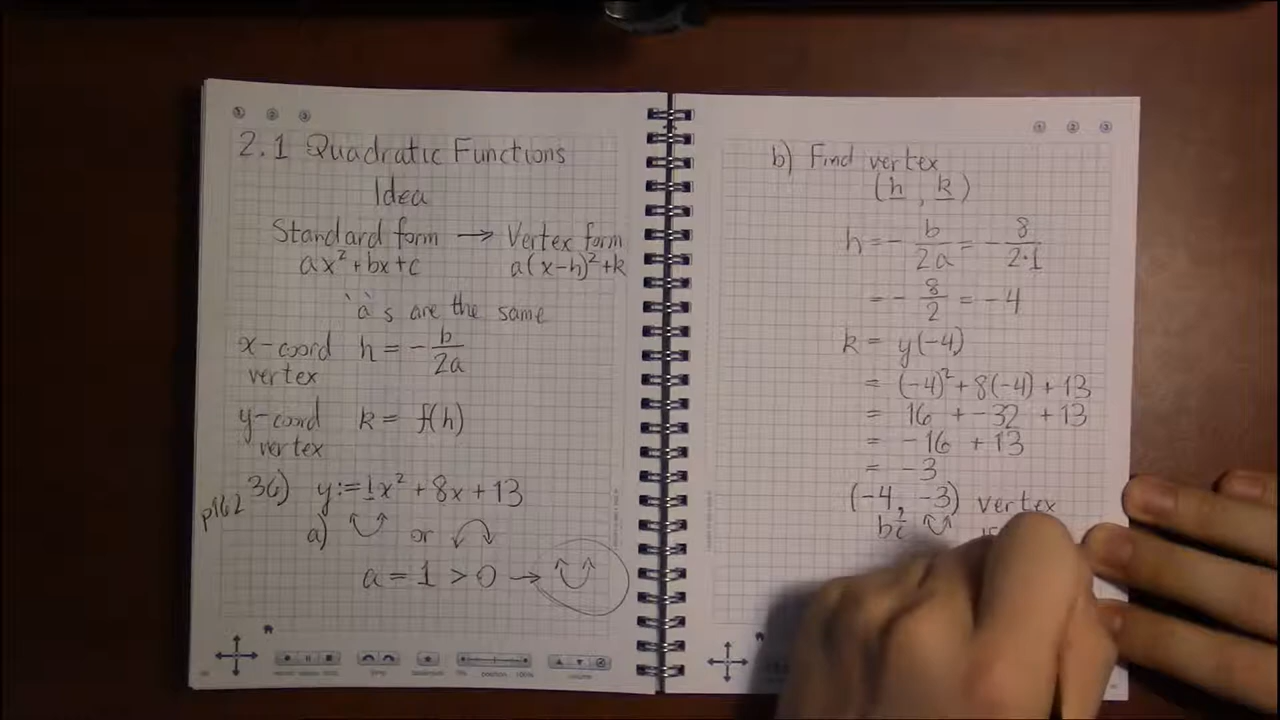 2.1 Quadratic Functions
Idea
Standard form → Vertex form
ax² + bx + c a(x-h)² + k
`a`s are the same
x-coord vertex h = - b/2a
y-coord vertex k = f(h)
p162 36) y = 1x² + 8x + 13
a) or
a = 1 > 0 →
b) Find vertex
(h, k)
h = - b/2a = - 8/2·1
= - 8/2 = -4
k = y(-4)
= (-4)² + 8(-4) + 13
= 16 + -32 + 13
= -16 + 13
= -3
(-4, -3) vertex
position 100%